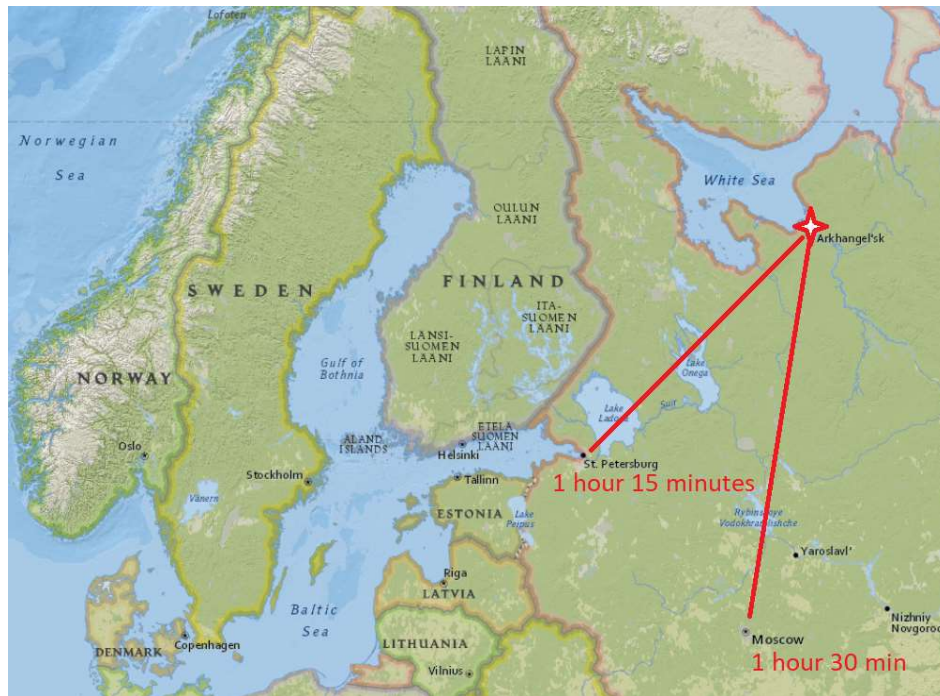 Lofoten
LAPIN
LAANI
Norwegian
Sea
White Sea
OULUN
LAANI
Arkhangel'sk
SWEDEN
FINLAND
ITA-
SUOMEN
LAANI
LANSI-
SUOMEN
LAANI
Gulf of
Bothnia
NORWAY
Lake
Onega
Lake
Svir
ETELA
SUOMEN
LAANI
Oslo
ALAND
ISLANDS
Helsinki
St. Petersburg
Stockholm
Tallinn
1 hour 15 minutes
Vanern
ESTONIA
Lake
Peipus
Yaroslavl'
Riga
LATVIA
Baltic
Sea
Nizhniy
Novgorod
Moscow
Copenhagen
LITHUANIA
DENMARK
1 hour 30 min
Vilnius